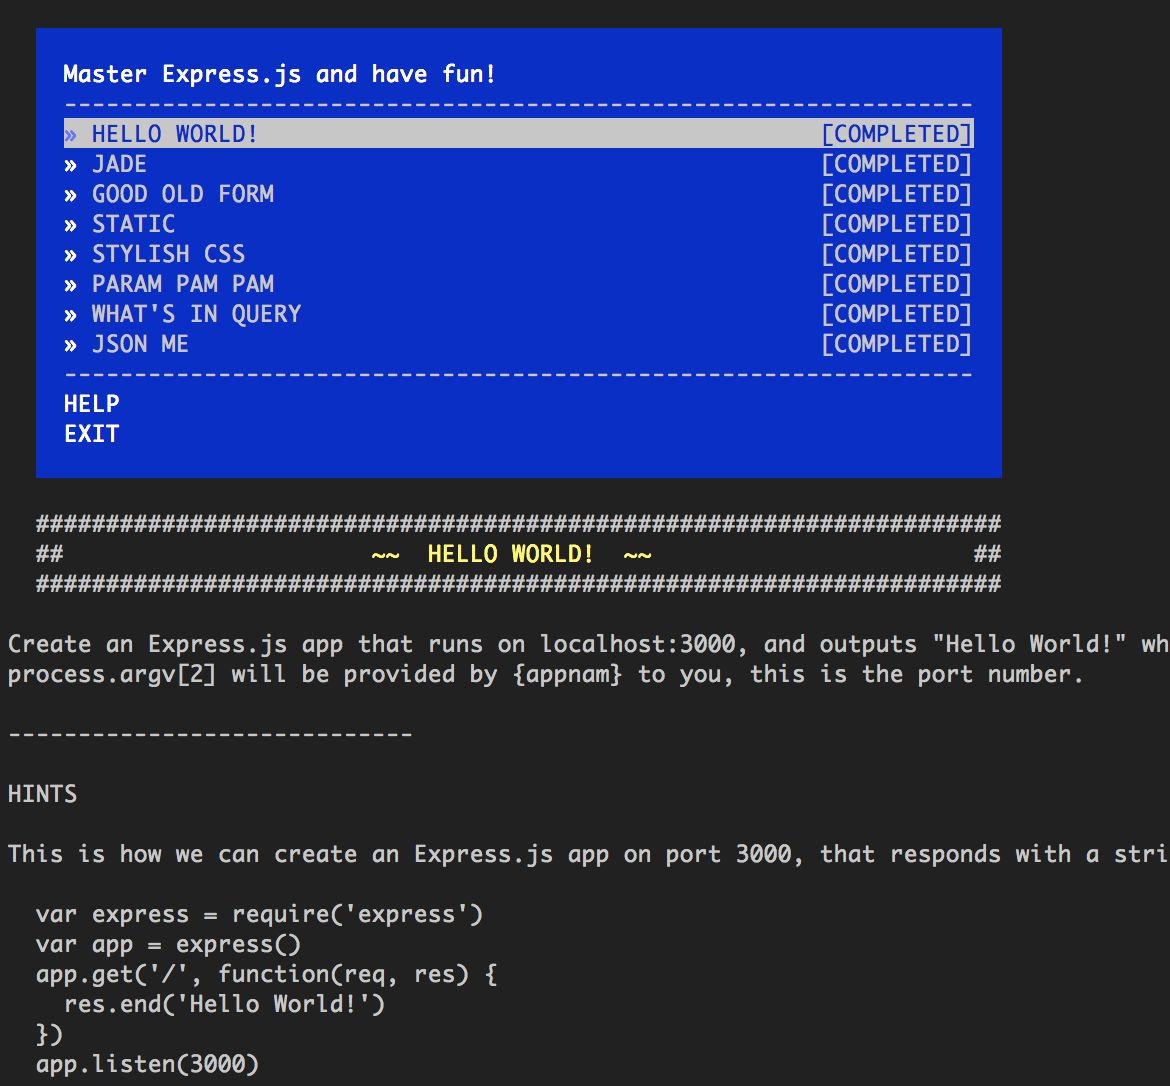 Master Express.js and have fun!
-----------------------------------------------------------------
» HELLO WORLD! [COMPLETED]
» JADE [COMPLETED]
» GOOD OLD FORM [COMPLETED]
» STATIC [COMPLETED]
» STYLISH CSS [COMPLETED]
» PARAM PAM PAM [COMPLETED]
» WHAT'S IN QUERY [COMPLETED]
» JSON ME [COMPLETED]
-----------------------------------------------------------------
HELP
EXIT
#####################################################################
## ~~ HELLO WORLD! ~~ ##
#####################################################################
Create an Express.js app that runs on localhost:3000, and outputs "Hello World!" wh
process.argv[2] will be provided by {appnam} to you, this is the port number.
-----------------------------
HINTS
This is how we can create an Express.js app on port 3000, that responds with a stri
var express = require('express')
var app = express()
app.get('/', function(req, res) {
res.end('Hello World!')
})
app.listen(3000)